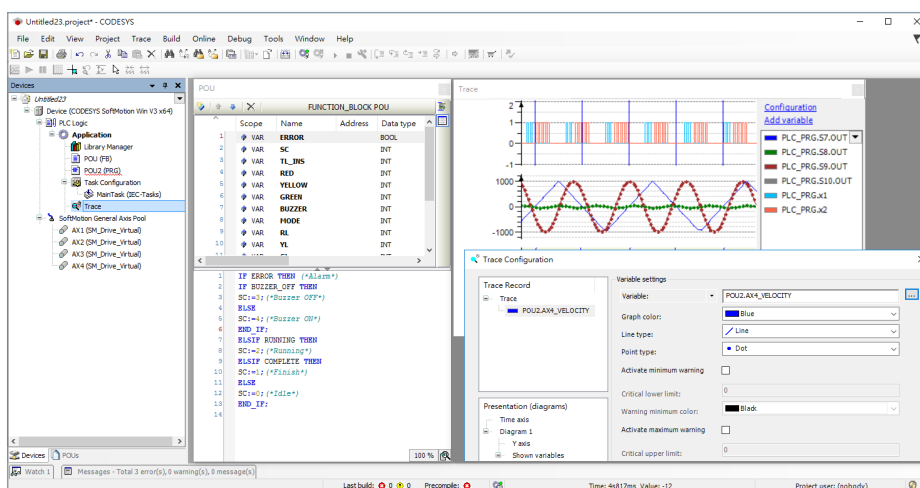 Untitled23.project* - CODESYS
File Edit View Project Trace Build Online Debug Tools Window Help
Devices
Untitled23
Device (CODESYS SoftMotion Win V3 x64)
PLC Logic
Application
Library Manager
POU (FB)
POU2 (PRG)
Task Configuration
MainTask (IEC-Tasks)
Trace
SoftMotion General Axis Pool
AX1 (SM_Drive_Virtual)
AX2 (SM_Drive_Virtual)
AX3 (SM_Drive_Virtual)
AX4 (SM_Drive_Virtual)
Devices POUs
POU
FUNCTION_BLOCK POU
Scope Name Address Data type
1 VAR ERROR BOOL
2 VAR SC INT
3 VAR TL_INS INT
4 VAR RED INT
5 VAR YELLOW INT
6 VAR GREEN INT
7 VAR BUZZER INT
8 VAR MODE INT
9 VAR RL INT
10 VAR YL INT
1 IF ERROR THEN (*Alarm*)
2 IF BUZZER_OFF THEN
3 SC:=3;(*Buzzer OFF*)
4 ELSE
5 SC:=4;(*Buzzer ON*)
6 END_IF;
7 ELSIF RUNNING THEN
8 SC:=2;(*Running*)
9 ELSIF COMPLETE THEN
10 SC:=1;(*Finish*)
11 ELSE
12 SC:=0;(*Idle*)
13 END_IF;
14
100 %
Trace
2
1
0
-1
1000
0
-1000
Configuration
Add variable
PLC_PRG.S7.OUT
PLC_PRG.S8.OUT
PLC_PRG.S9.OUT
PLC_PRG.S10.OUT
PLC_PRG.x1
PLC_PRG.x2
Trace Configuration
Trace Record
Trace
POU2.AX4_VELOCITY
Presentation (diagrams)
Time axis
Diagram 1
Y axis
Shown variables
Variable settings
Variable: POU2.AX4_VELOCITY ...
Graph color: Blue
Line type: Line
Point type: Dot
Activate minimum warning
Critical lower limit: 0
Warning minimum color: Black
Activate maximum warning
Critical upper limit: 0
Watch 1 Messages - Total 3 error(s), 0 warning(s), 0 message(s)
Last build: 0 0 Precompile: Time: 4s817ms, Value: -12 Project user: (nobody)